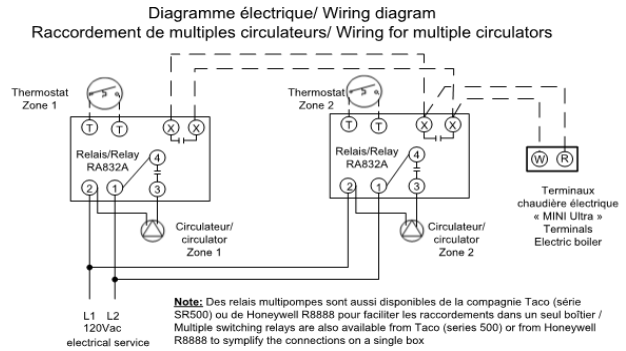 Diagramme électrique/ Wiring diagram
Raccordement de multiples circulateurs/ Wiring for multiple circulators
Thermostat
Zone 1
Thermostat
Zone 2
T T X X
T T X X
Relais/Relay
RA832A
4
2 1 3
Relais/Relay
RA832A
4
2 1 3
W R
Terminaux
chaudière électrique
« MINI Ultra »
Terminals
Electric boiler
Circulateur/
circulator
Zone 1
Circulateur/
circulator
Zone 2
L1 L2
120Vac
electrical service
Note: Des relais multipompes sont aussi disponibles de la compagnie Taco (série
SR500) ou de Honeywell R8888 pour faciliter les raccordements dans un seul boîtier /
Multiple switching relays are also available from Taco (series 500) or from Honeywell
R8888 to symplify the connections on a single box